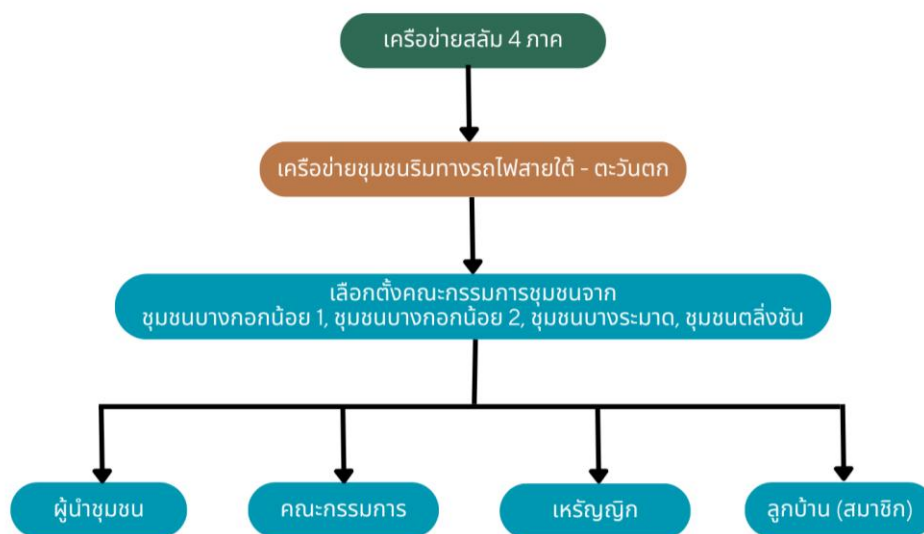 เครือข่ายสลัม 4 ภาค
เครือข่ายชุมชนริมทางรถไฟสายใต้ - ตะวันตก
เลือกตั้งคณะกรรมการชุมชนจาก
ชุมชนบางกอกน้อย 1, ชุมชนบางกอกน้อย 2, ชุมชนบางระมาด, ชุมชนตลิ่งชัน
ผู้นำชุมชน
คณะกรรมการ
เหรัญญิก
ลูกบ้าน (สมาชิก)